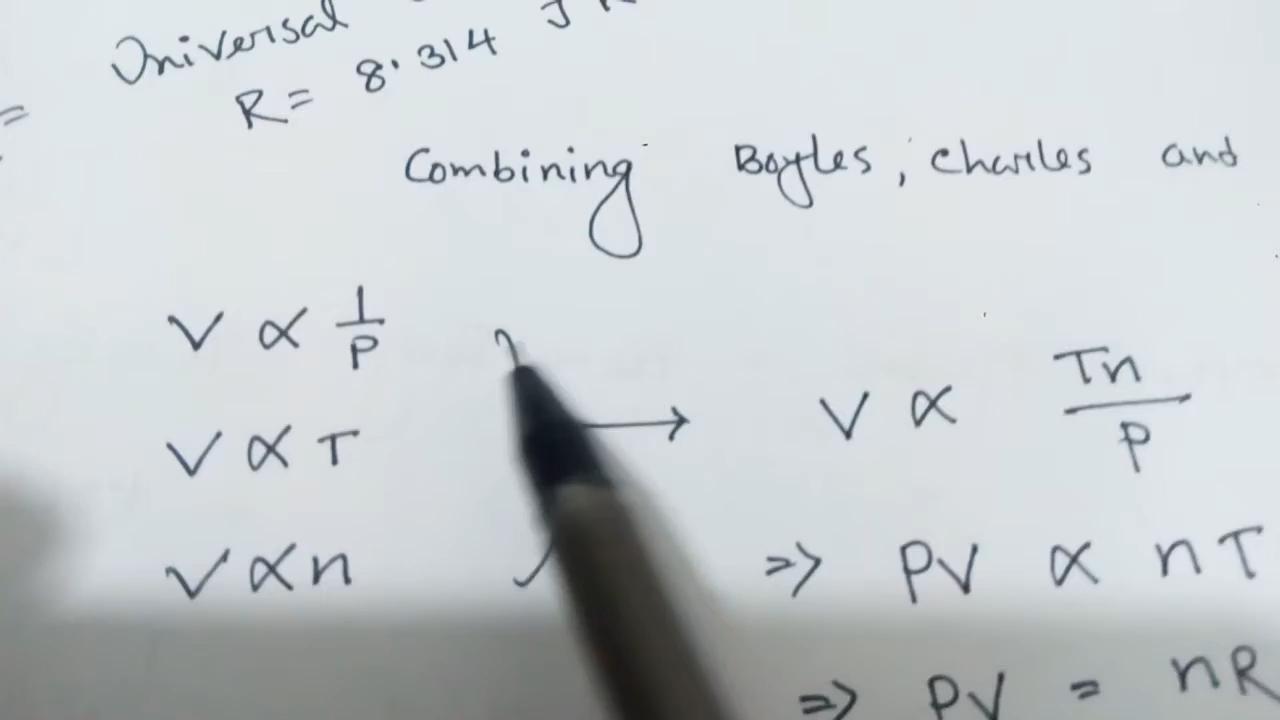 Universal
R = 8.314 J
=
Combining Boyles, Charles and
V ∝ 1/P
V ∝ T
V ∝ n
→ V ∝ Tn/P
=> PV ∝ nT
=> PV = nR